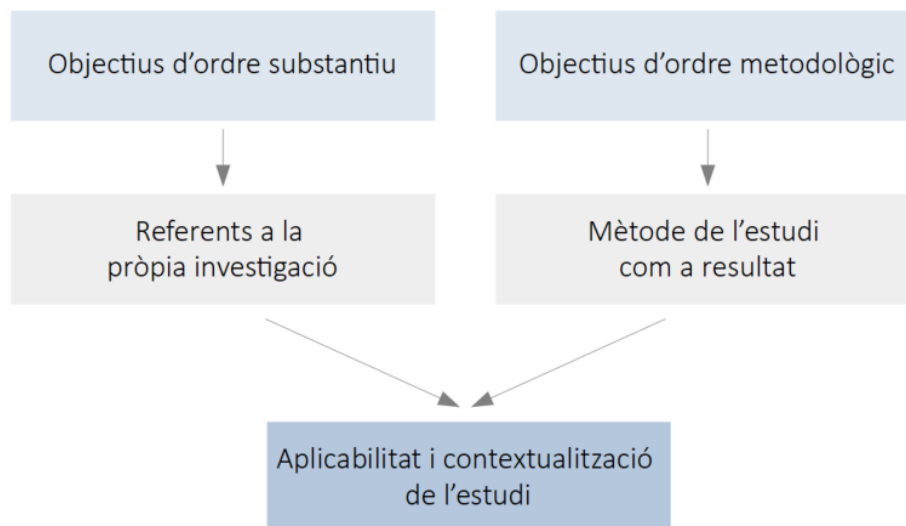 Objectius d’ordre substantiu
Objectius d’ordre metodològic
Referents a la
pròpia investigació
Mètode de l’estudi
com a resultat
Aplicabilitat i contextualització
de l’estudi